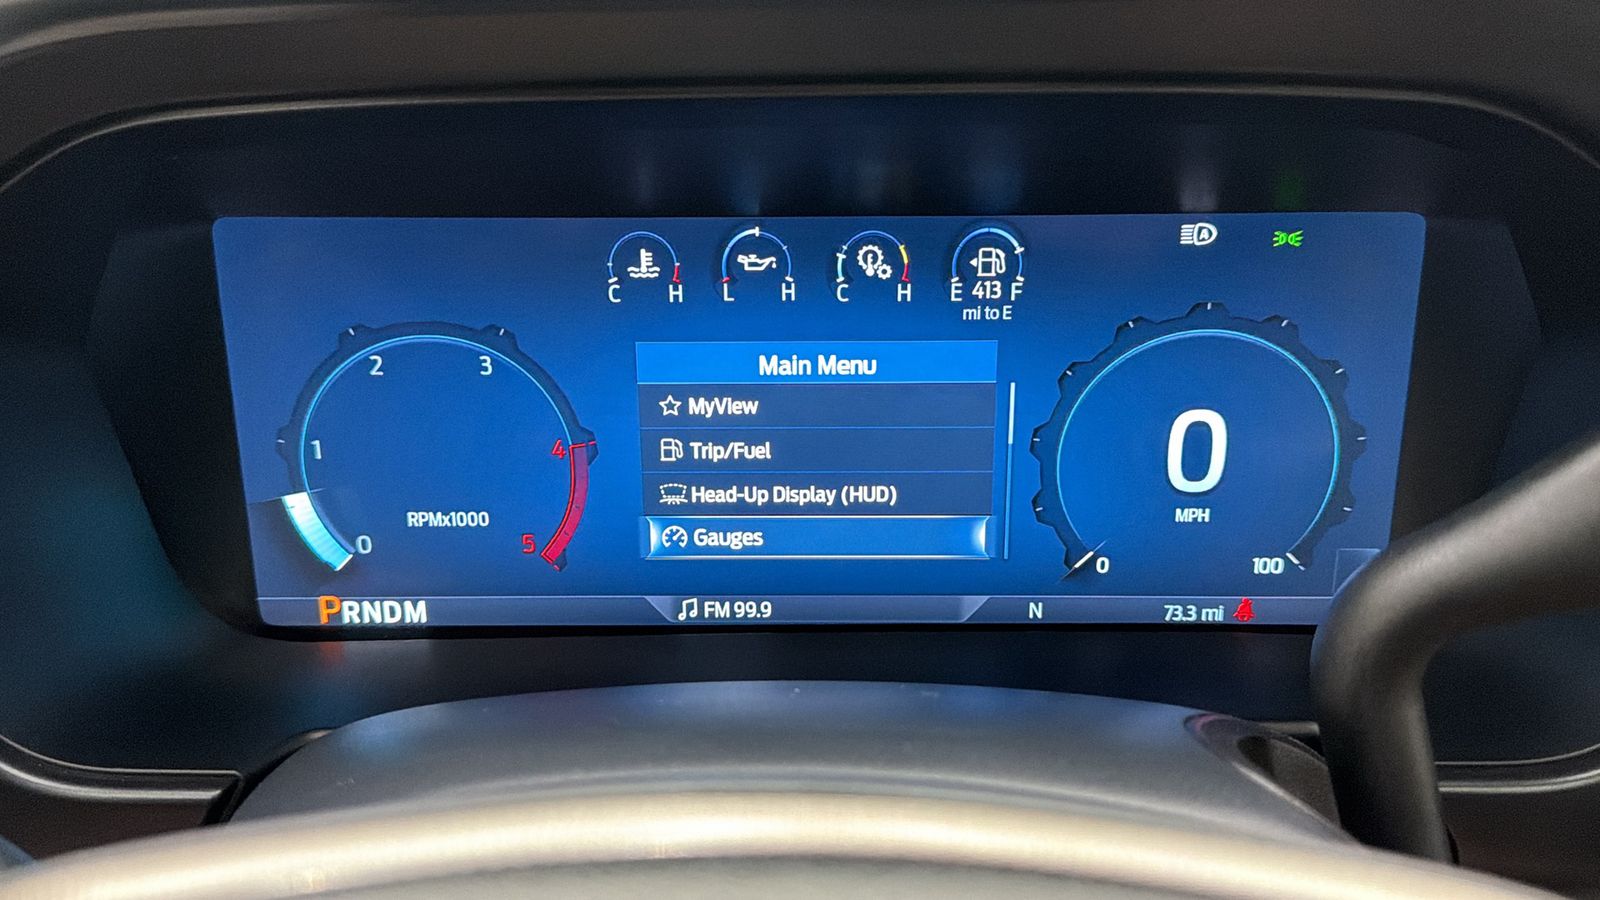 C H
L H
C H
E 413 F
mi to E
Main Menu
MyView
Trip/Fuel
Head-Up Display (HUD)
Gauges
0
1
2
3
4
5
RPMx1000
0
MPH
0
100
PRNDM
FM 99.9
N
73.3 mi
A